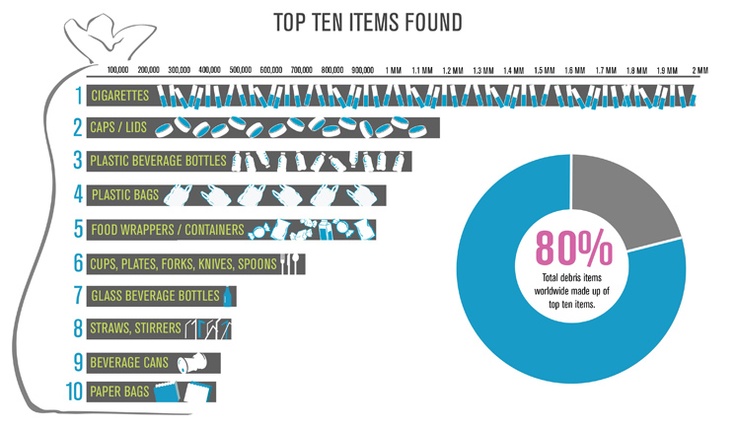 TOP TEN ITEMS FOUND
100,000 200,000 300,000 400,000 500,000 600,000 700,000 800,000 900,000 1 MM 1.1 MM 1.2 MM 1.3 MM 1.4 MM 1.5 MM 1.6 MM 1.7 MM 1.8 MM 1.9 MM 2 MM
1 CIGARETTES
2 CAPS / LIDS
3 PLASTIC BEVERAGE BOTTLES
4 PLASTIC BAGS
5 FOOD WRAPPERS / CONTAINERS
6 CUPS, PLATES, FORKS, KNIVES, SPOONS
7 GLASS BEVERAGE BOTTLES
8 STRAWS, STIRRERS
9 BEVERAGE CANS
10 PAPER BAGS
80%
Total debris items
worldwide made up of
top ten items.